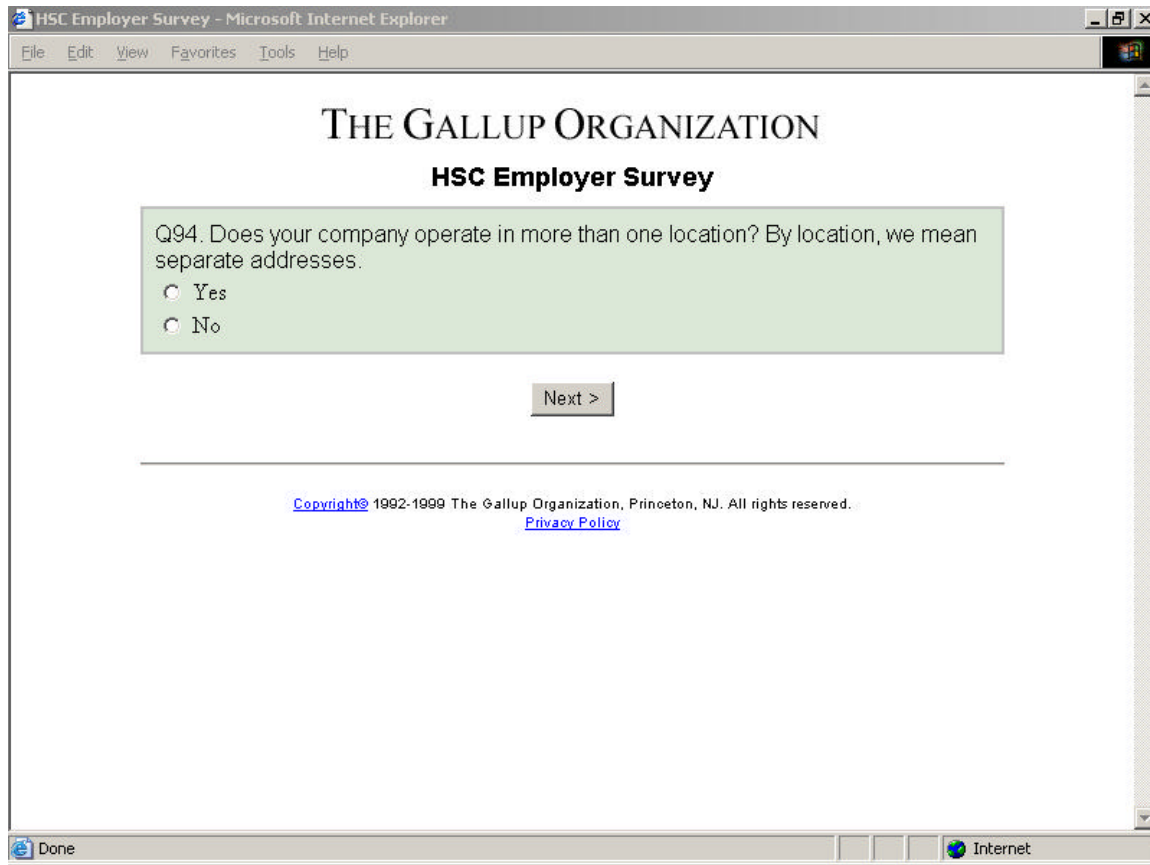 HSC Employer Survey - Microsoft Internet Explorer
File Edit View Favorites Tools Help
THE GALLUP ORGANIZATION
HSC Employer Survey
Q94. Does your company operate in more than one location? By location, we mean
separate addresses.
Yes
No
Next >
Copyright© 1992-1999 The Gallup Organization, Princeton, NJ. All rights reserved.
Privacy Policy
Done Internet